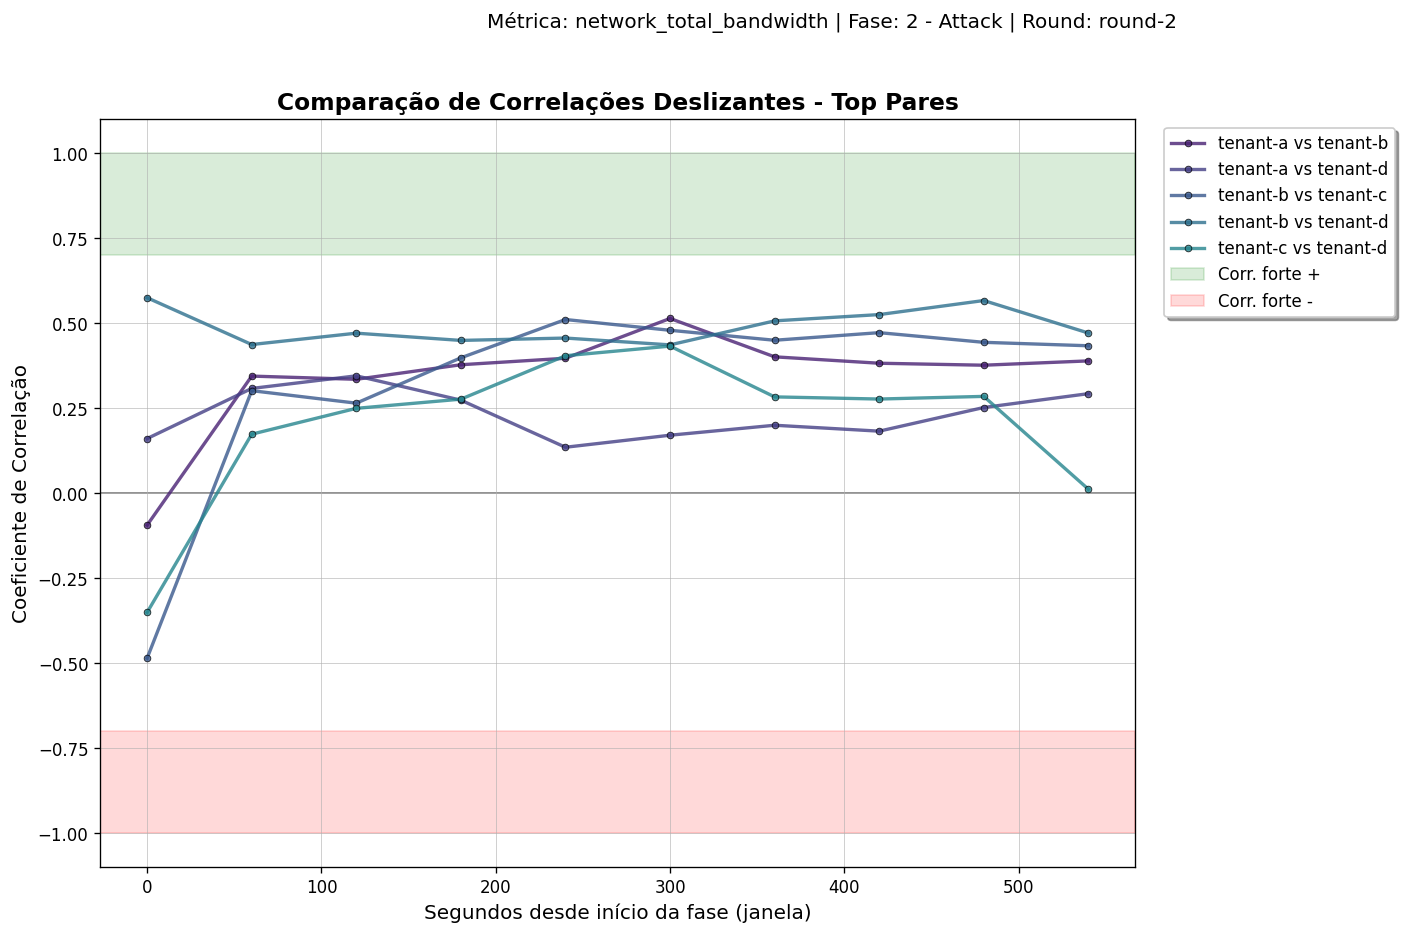 Métrica: network_total_bandwidth | Fase: 2 - Attack | Round: round-2
Comparação de Correlações Deslizantes - Top Pares
Coeficiente de Correlação
1.00
0.75
0.50
0.25
0.00
−0.25
−0.50
−0.75
−1.00
0
100
200
300
400
500
Segundos desde início da fase (janela)
tenant-a vs tenant-b
tenant-a vs tenant-d
tenant-b vs tenant-c
tenant-b vs tenant-d
tenant-c vs tenant-d
Corr. forte +
Corr. forte -